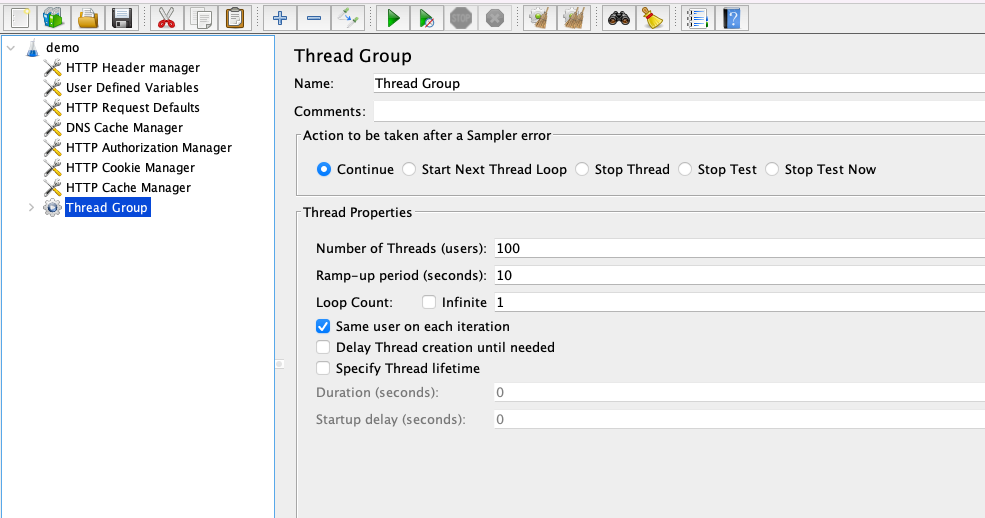 STOP
demo
HTTP Header manager
User Defined Variables
HTTP Request Defaults
DNS Cache Manager
HTTP Authorization Manager
HTTP Cookie Manager
HTTP Cache Manager
Thread Group
Thread Group
Name: Thread Group
Comments:
Action to be taken after a Sampler error
Continue Start Next Thread Loop Stop Thread Stop Test Stop Test Now
Thread Properties
Number of Threads (users): 100
Ramp-up period (seconds): 10
Loop Count: Infinite 1
Same user on each iteration
Delay Thread creation until needed
Specify Thread lifetime
Duration (seconds): 0
Startup delay (seconds): 0